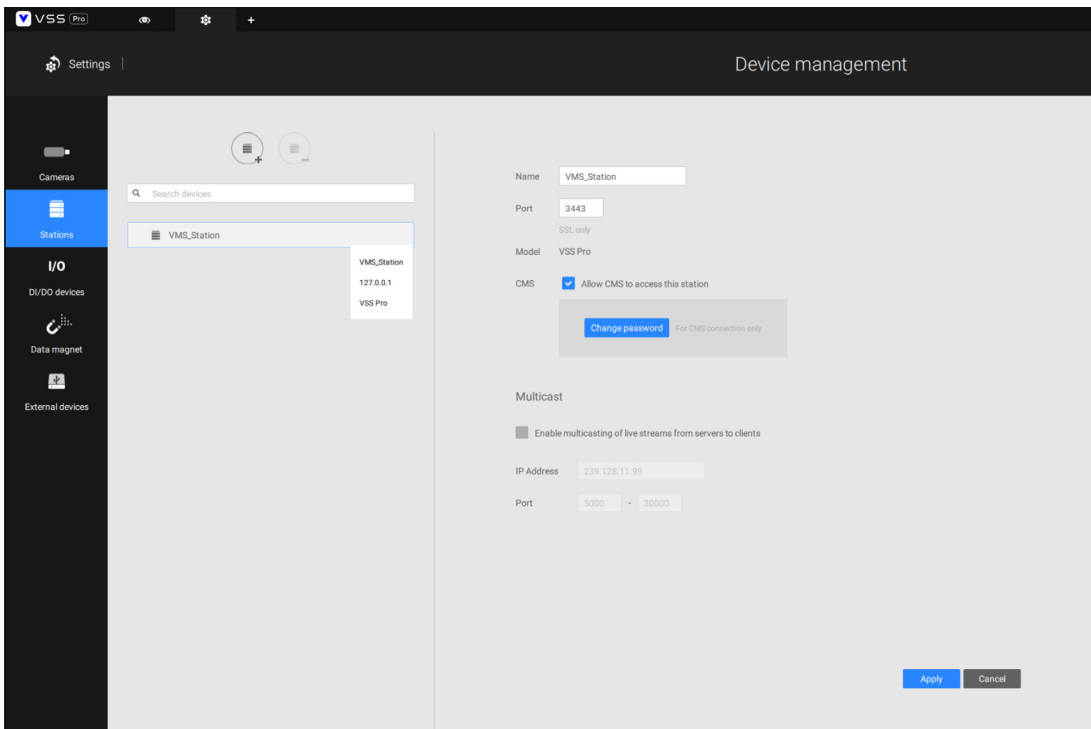 VSS Pro
+
Settings
Device management
Cameras
Stations
I/O
DI/DO devices
Data magnet
External devices
Search devices
VMS_Station
VMS_Station
127.0.0.1
VSS Pro
Name VMS_Station
Port 3443
SSL only
Model VSS Pro
CMS Allow CMS to access this station
Change password For CMS connection only
Multicast
Enable multicasting of live streams from servers to clients
IP Address 239.128.11.99
Port 5000 - 30000
Apply Cancel